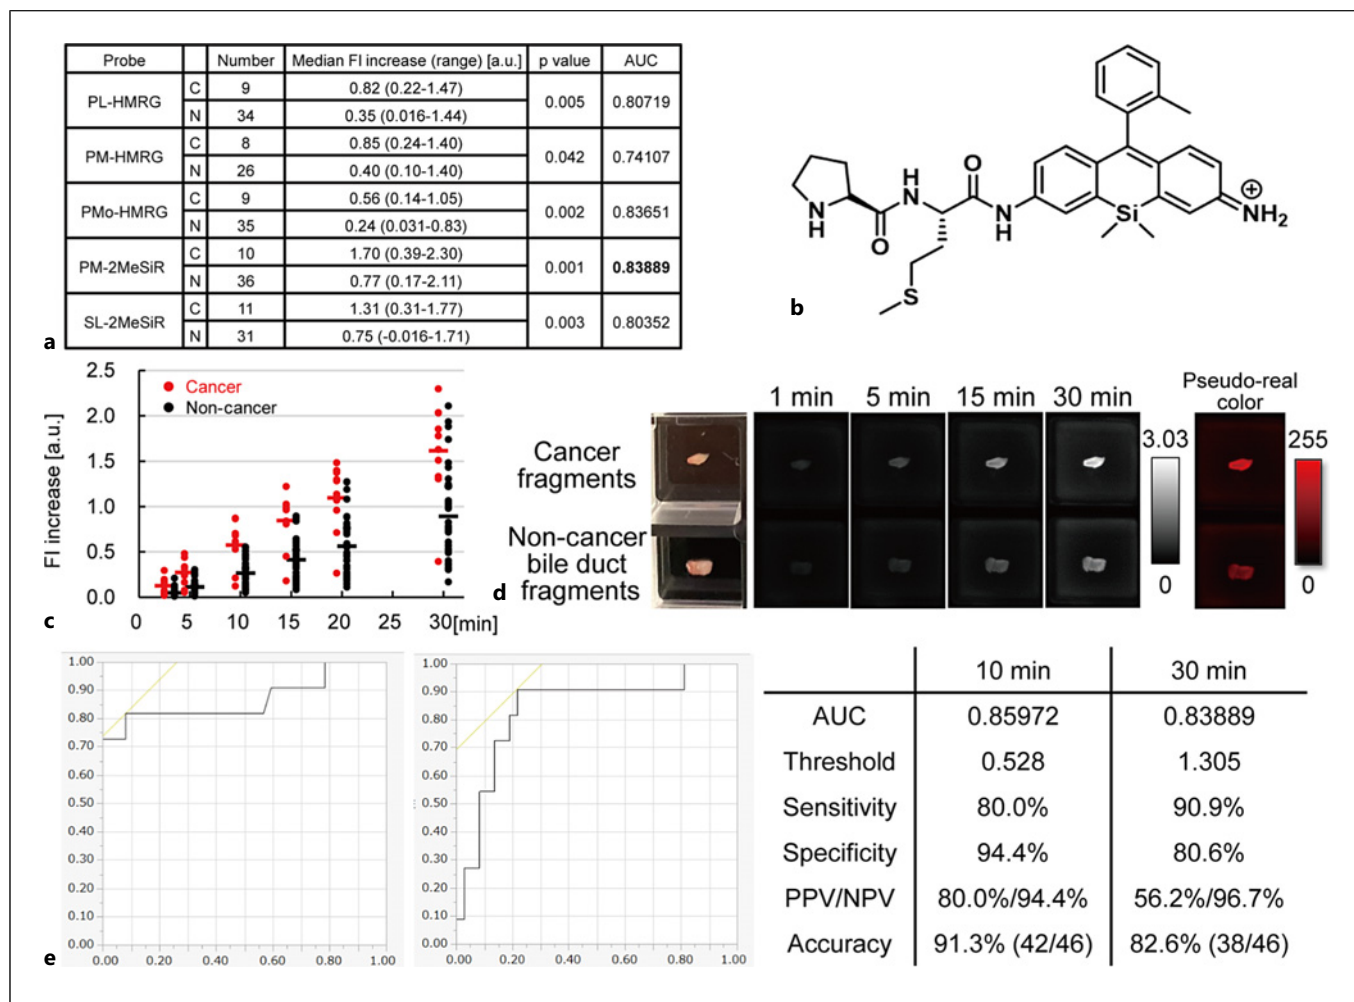 Probe Number Median FI increase (range) [a.u.] p value AUC
PL-HMRG C 9 0.82 (0.22-1.47) 0.005 0.80719
N 34 0.35 (0.016-1.44)
PM-HMRG C 8 0.85 (0.24-1.40) 0.042 0.74107
N 26 0.40 (0.10-1.40)
PMo-HMRG C 9 0.56 (0.14-1.05) 0.002 0.83651
N 35 0.24 (0.031-0.83)
PM-2MeSiR C 10 1.70 (0.39-2.30) 0.001 0.83889
N 36 0.77 (0.17-2.11)
SL-2MeSiR C 11 1.31 (0.31-1.77) 0.003 0.80352
N 31 0.75 (-0.016-1.71)
a
N
H
O
H
N
O
N
H
Si
NH2
S
b
FI increase [a.u.]
2.5
2.0
1.5
1.0
0.5
0.0
Cancer
Non-cancer
0 5 10 15 20 30 [min]
c
1 min 5 min 15 min 30 min
Pseudo-real
color
Cancer
fragments
Non-cancer
bile duct
fragments
3.03
0
255
0
d
1.00
0.90
0.80
0.70
0.60
0.50
0.40
0.30
0.20
0.10
0.00
0.00 0.20 0.40 0.60 0.80 1.00
1.00
0.90
0.80
0.70
0.60
0.50
0.40
0.30
0.20
0.10
0.00
0.00 0.20 0.40 0.60 0.80 1.00
10 min 30 min
AUC 0.85972 0.83889
Threshold 0.528 1.305
Sensitivity 80.0% 90.9%
Specificity 94.4% 80.6%
PPV/NPV 80.0%/94.4% 56.2%/96.7%
Accuracy 91.3% (42/46) 82.6% (38/46)
e